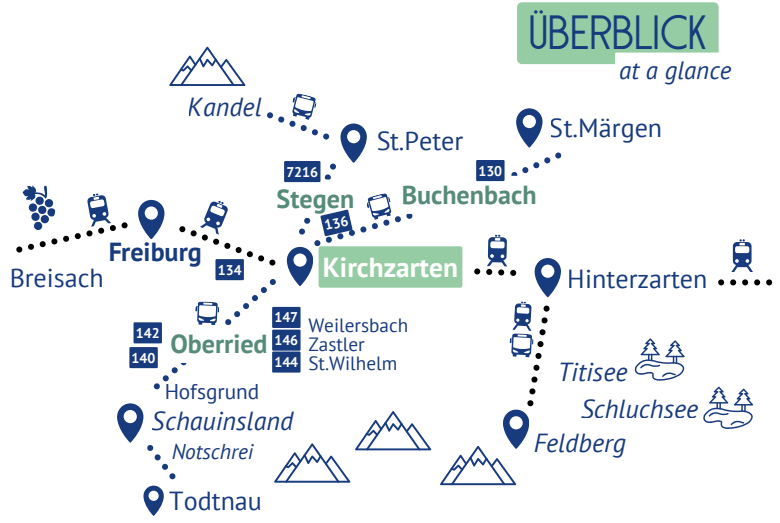 ÜBERBLICK
at a glance
Kandel
St.Peter
St.Märgen
7216
130
Stegen
Buchenbach
136
Freiburg
134
Kirchzarten
Breisach
Hinterzarten
142
140
Oberried
147 Weilersbach
146 Zastler
144 St.Wilhelm
Hofsgrund
Schauinsland
Notschrei
Todtnau
Titisee
Schluchsee
Feldberg